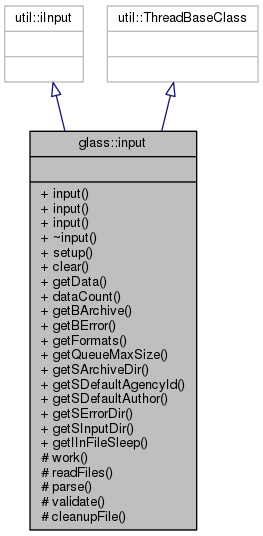 util::iInput
util::ThreadBaseClass
glass::input
+ input()
+ input()
+ input()
+ ~input()
+ setup()
+ clear()
+ getData()
+ dataCount()
+ getBArchive()
+ getBError()
+ getFormats()
+ getQueueMaxSize()
+ getSArchiveDir()
+ getSDefaultAgencyId()
+ getSDefaultAuthor()
+ getSErrorDir()
+ getSInputDir()
+ getIInFileSleep()
# work()
# readFiles()
# parse()
# validate()
# cleanupFile()